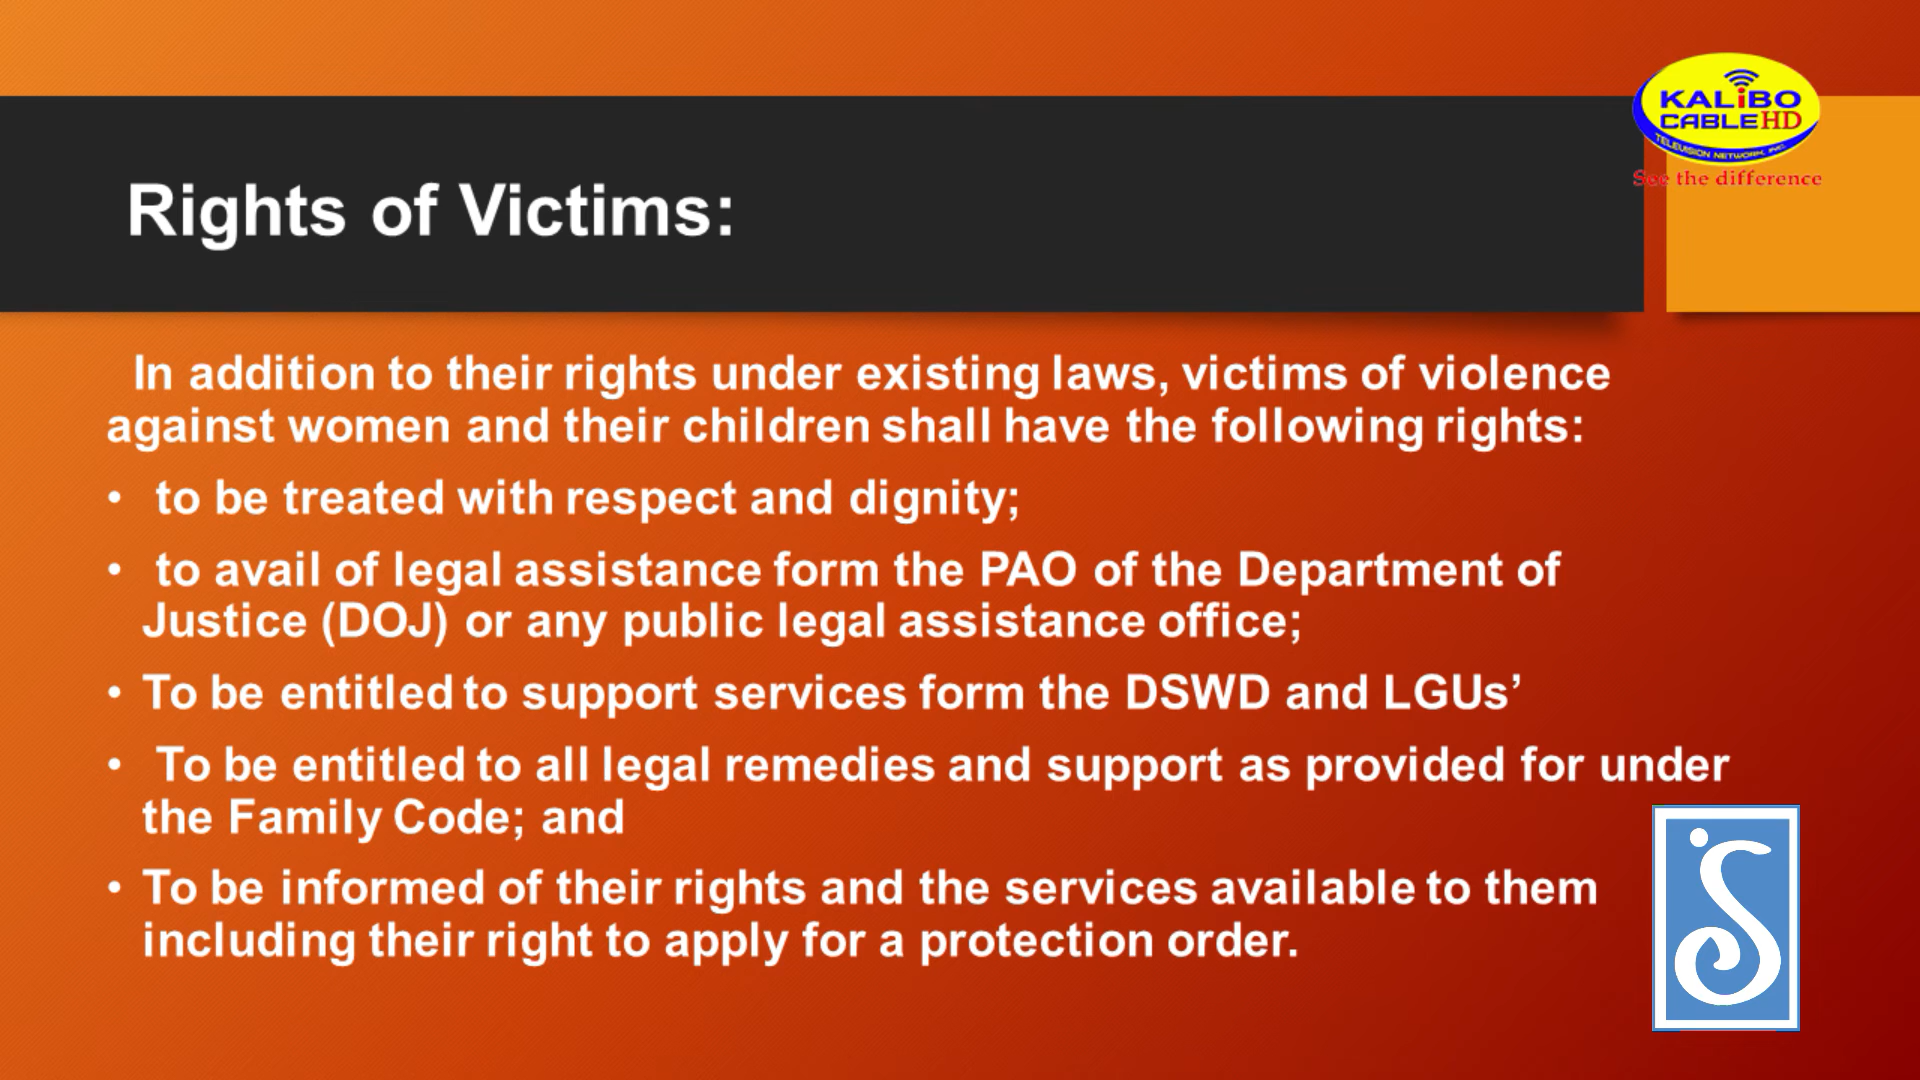 KALiBO
CABLEHD
TELEVISION NETWORK, INC.
See the difference
Rights of Victims:
In addition to their rights under existing laws, victims of violence
against women and their children shall have the following rights:
• to be treated with respect and dignity;
• to avail of legal assistance form the PAO of the Department of
Justice (DOJ) or any public legal assistance office;
• To be entitled to support services form the DSWD and LGUs’
• To be entitled to all legal remedies and support as provided for under
the Family Code; and
• To be informed of their rights and the services available to them
including their right to apply for a protection order.
S